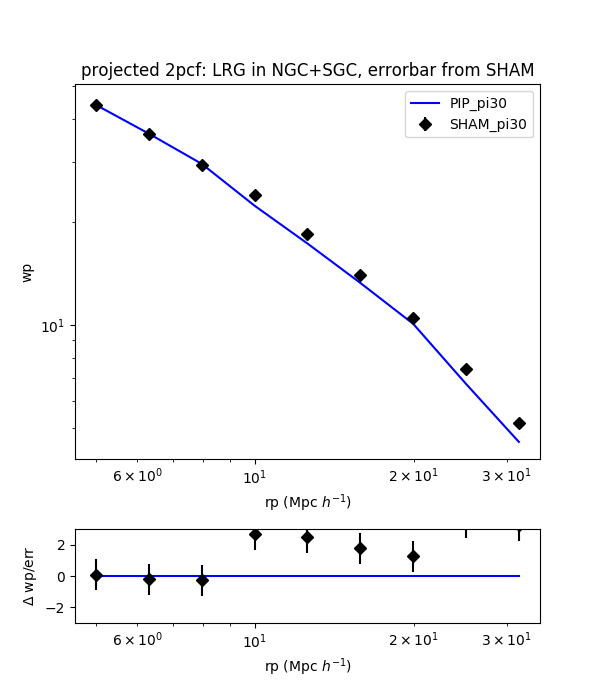 projected 2pcf: LRG in NGC+SGC, errorbar from SHAM
PIP_pi30
SHAM_pi30
wp
10¹
6 × 10⁰
10¹
2 × 10¹
3 × 10¹
rp (Mpc h⁻¹)
Δ wp/err
2
0
−2
6 × 10⁰
10¹
2 × 10¹
3 × 10¹
rp (Mpc h⁻¹)